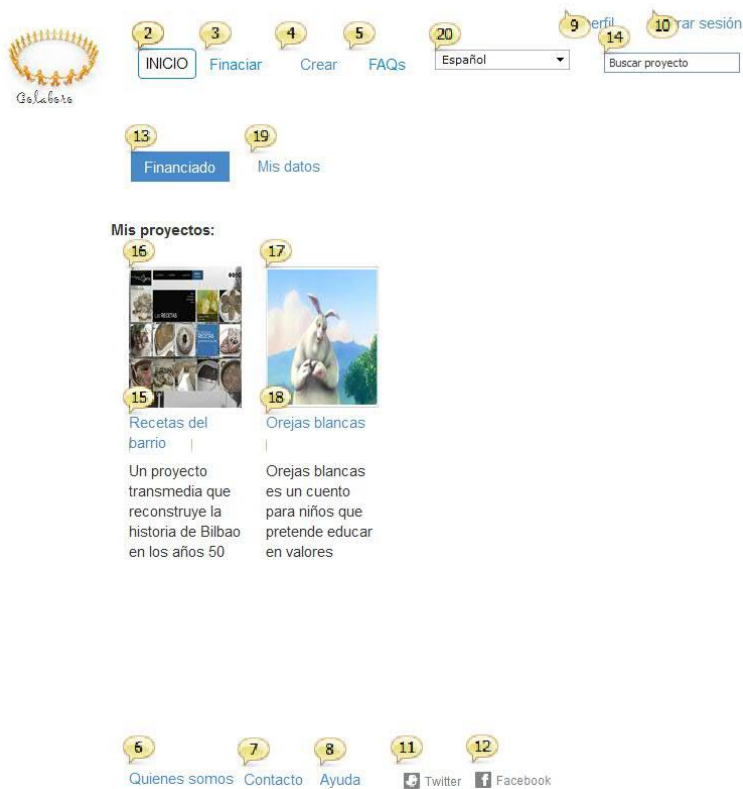 9 10
2 3 4 5 20 erfil rar sesión
14
INICIO Finaciar Crear FAQs Español Buscar proyecto
Colaboro
13 19
Financiado Mis datos
Mis proyectos:
16 17
15 18
Recetas del
barrio
Orejas blancas
Un proyecto
transmedia que
reconstruye la
historia de Bilbao
en los años 50
Orejas blancas
es un cuento
para niños que
pretende educar
en valores
6 7 8 11 12
Quienes somos Contacto Ayuda Twitter Facebook